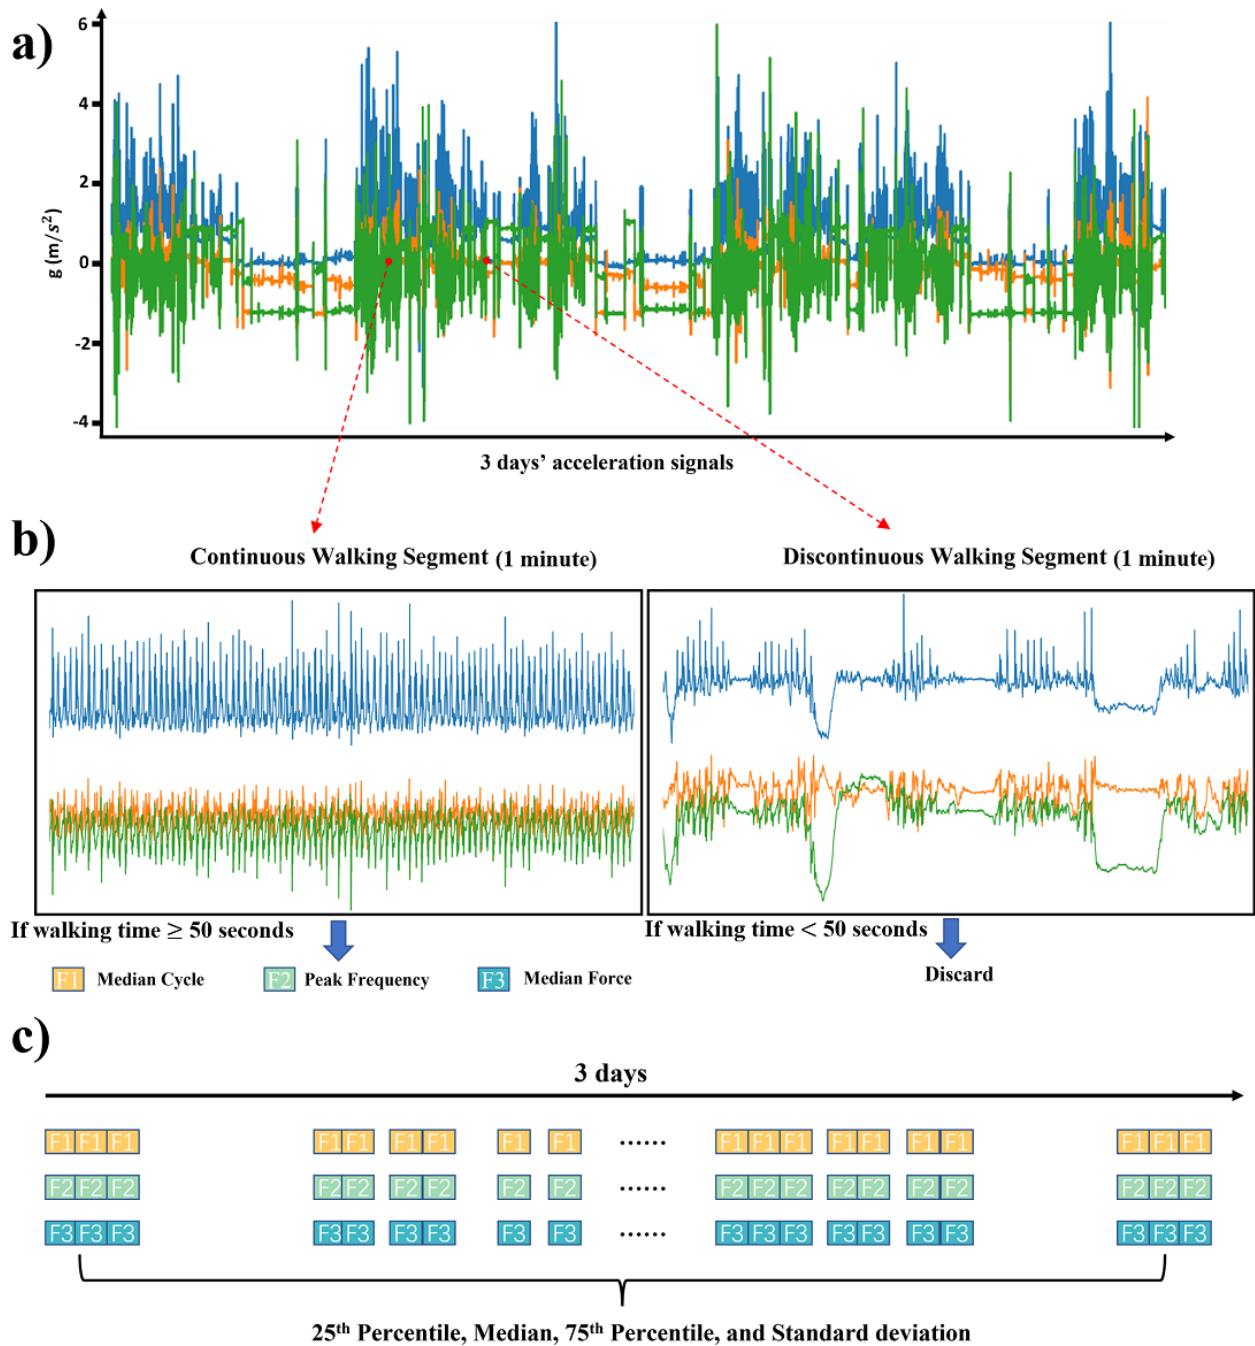 a)
6
4
2
0
-2
-4
g (m/s²)
3 days’ acceleration signals
b)
Continuous Walking Segment (1 minute)
Discontinuous Walking Segment (1 minute)
If walking time ≥ 50 seconds
If walking time < 50 seconds
F1 Median Cycle
F2 Peak Frequency
F3 Median Force
Discard
c)
3 days
F1 F1 F1 F1 F1 F1 F1 F1 F1 ...... F1 F1 F1 F1 F1 F1 F1 F1 F1 F1
F2 F2 F2 F2 F2 F2 F2 F2 F2 ...... F2 F2 F2 F2 F2 F2 F2 F2 F2 F2
F3 F3 F3 F3 F3 F3 F3 F3 F3 ...... F3 F3 F3 F3 F3 F3 F3 F3 F3 F3
25th Percentile, Median, 75th Percentile, and Standard deviation